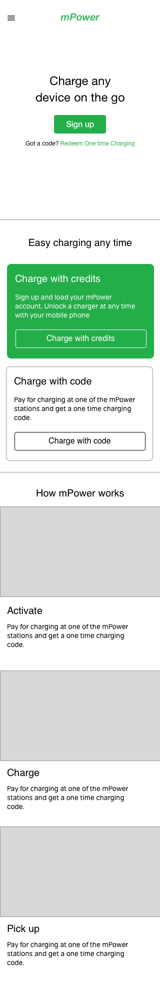 mPower
Charge any
device on the go
Sign up
Got a code? Redeem One time Charging
Easy charging any time
Charge with credits
Sign up and load your mPower
account. Unlock a charger at any time
with your mobile phone
Charge with credits
Charge with code
Pay for charging at one of the mPower
stations and get a one time charging
code.
Charge with code
How mPower works
Activate
Pay for charging at one of the mPower
stations and get a one time charging
code.
Charge
Pay for charging at one of the mPower
stations and get a one time charging
code.
Pick up
Pay for charging at one of the mPower
stations and get a one time charging
code.